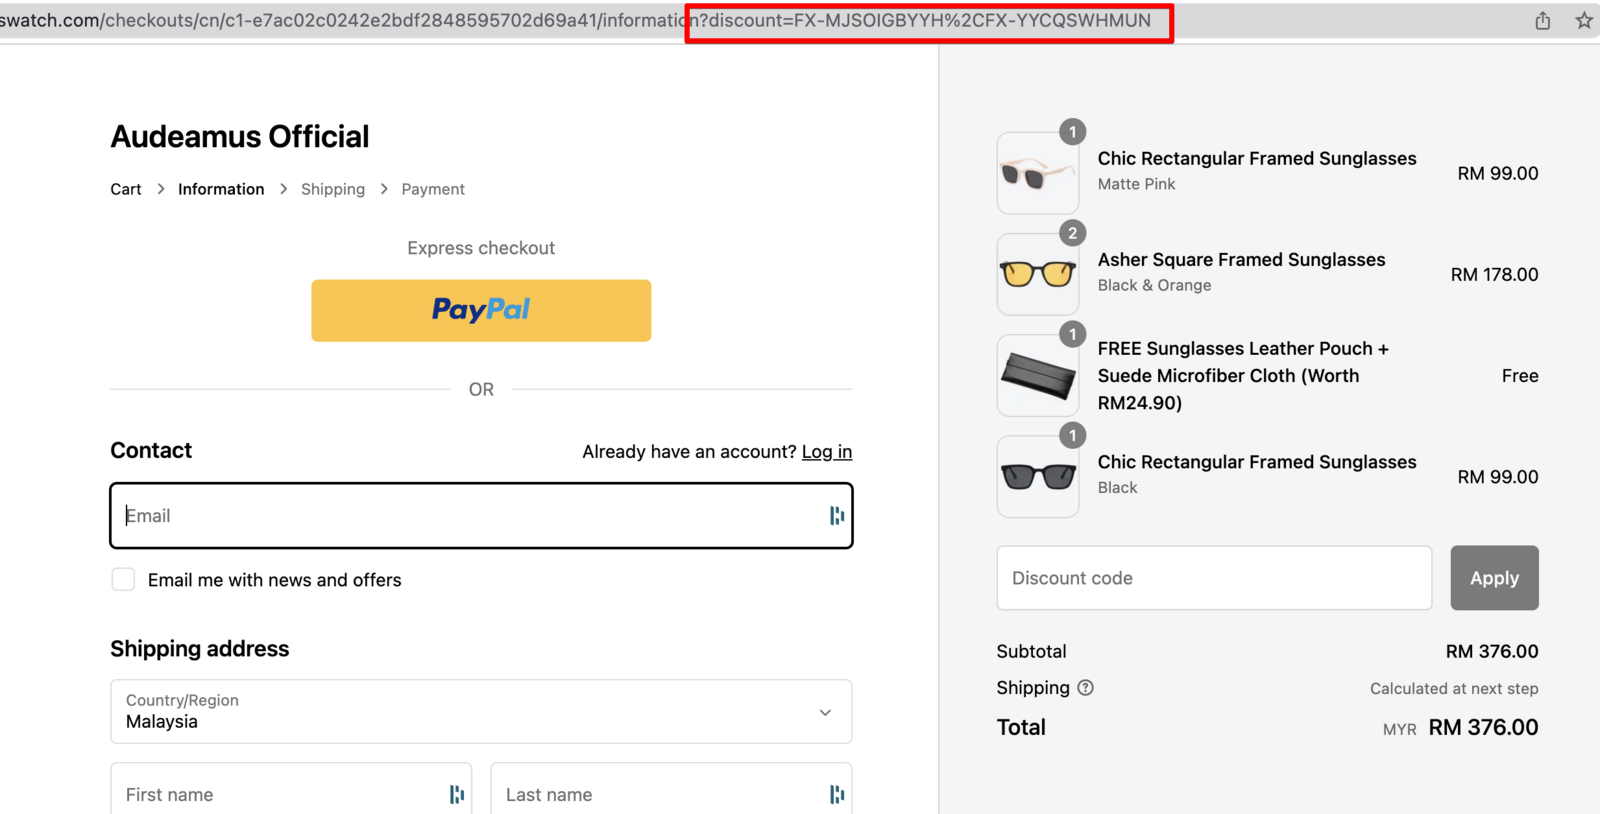 swatch.com/checkouts/cn/c1-e7ac02c0242e2bdf2848595702d69a41/information?discount=FX-MJSOIGBYYH%2CFX-YYCQSWHMUN
Audeamus Official
Cart > Information > Shipping > Payment
Express checkout
PayPal
OR
Contact
Already have an account? Log in
Email
Email me with news and offers
Shipping address
Country/Region
Malaysia
First name
Last name
1
Chic Rectangular Framed Sunglasses
Matte Pink
RM 99.00
2
Asher Square Framed Sunglasses
Black & Orange
RM 178.00
1
FREE Sunglasses Leather Pouch +
Suede Microfiber Cloth (Worth
RM24.90)
Free
1
Chic Rectangular Framed Sunglasses
Black
RM 99.00
Discount code
Apply
Subtotal
RM 376.00
Shipping ?
Calculated at next step
Total
MYR RM 376.00